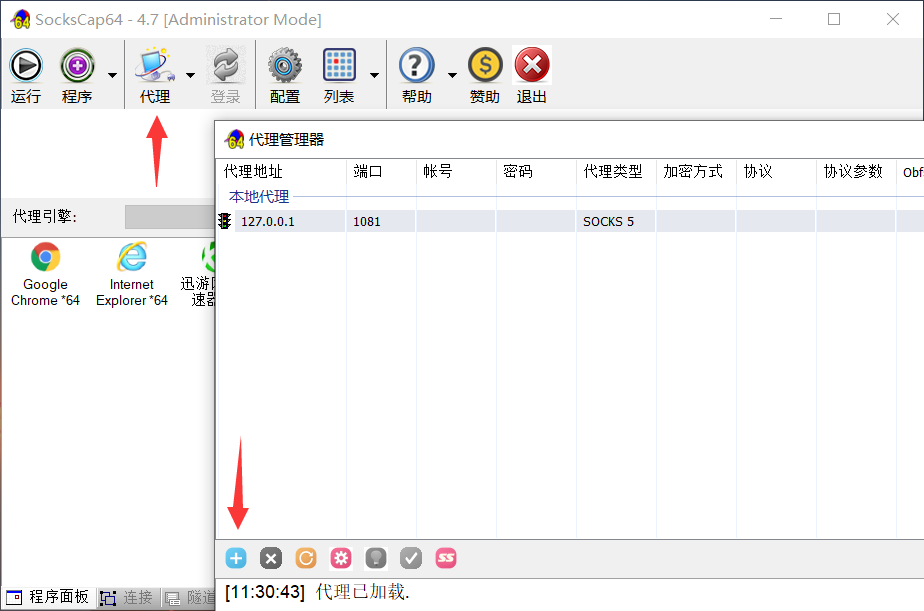 SocksCap64 - 4.7 [Administrator Mode]
运行 程序 代理 登录 配置 列表 帮助 赞助 退出
64 代理管理器
代理地址 端口 帐号 密码 代理类型 加密方式 协议 协议参数 Obf
本地代理
代理引擎:
127.0.0.1 1081 SOCKS 5
Google
Chrome *64
Internet
Explorer *64
迅游
速器
SS
程序面板 连接 隧道
[11:30:43] 代理已加载.